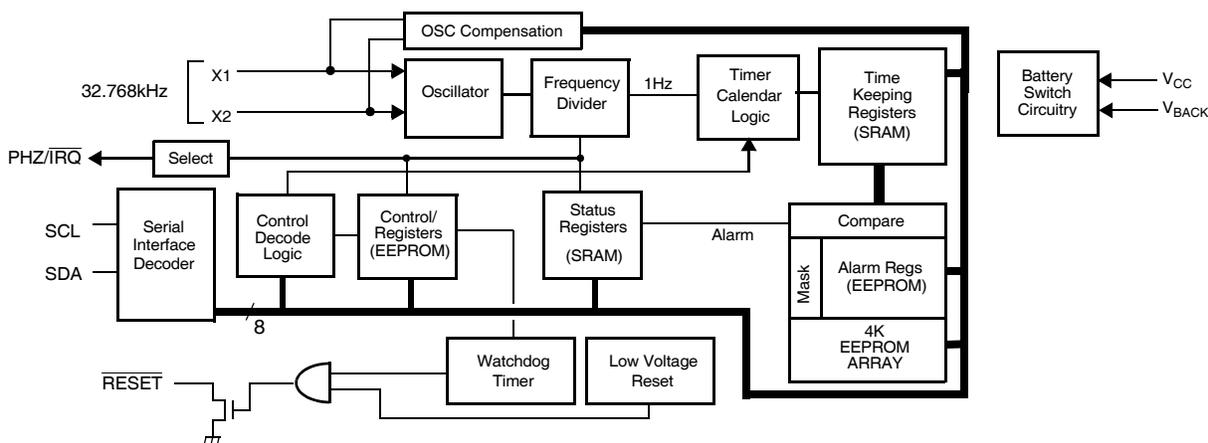 OSC Compensation
32.768kHz
X1
X2
Oscillator
Frequency
Divider
1Hz
Timer
Calendar
Logic
Time
Keeping
Registers
(SRAM)
Battery
Switch
Circuitry
VCC
VBACK
PHZ/IRQ
Select
SCL
SDA
Serial
Interface
Decoder
Control
Decode
Logic
Control/
Registers
(EEPROM)
Status
Registers
(SRAM)
Alarm
Compare
Mask
Alarm Regs
(EEPROM)
4K
EEPROM
ARRAY
8
RESET
Watchdog
Timer
Low Voltage
Reset